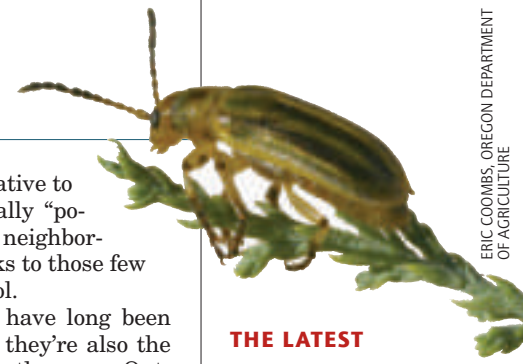 ative to
ally “po-
neighbor-
ks to those few
ol.
have long been
they’re also the
THE LATEST
ERIC COOMBS, OREGON DEPARTMENT
OF AGRICULTURE